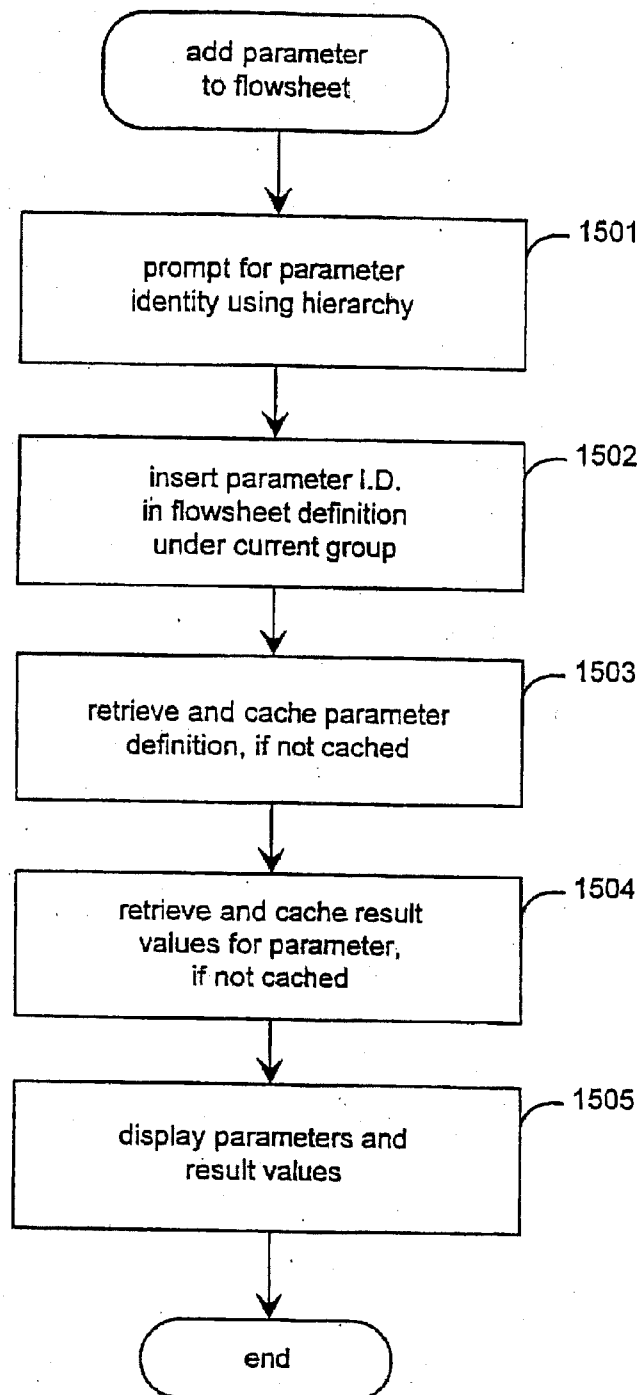 add parameter
to flowsheet
1501
prompt for parameter
identity using hierarchy
1502
insert parameter I.D.
in flowsheet definition
under current group
1503
retrieve and cache parameter
definition, if not cached
1504
retrieve and cache result
values for parameter,
if not cached
1505
display parameters and
result values
end